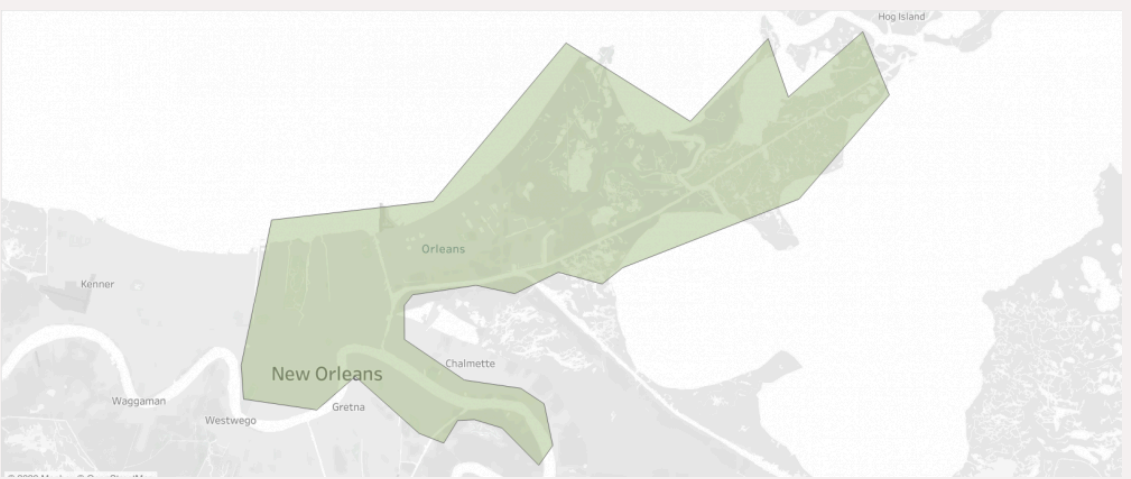 Hog Island
Orleans
Kenner
Chalmette
New Orleans
Waggaman
Gretna
Westwego